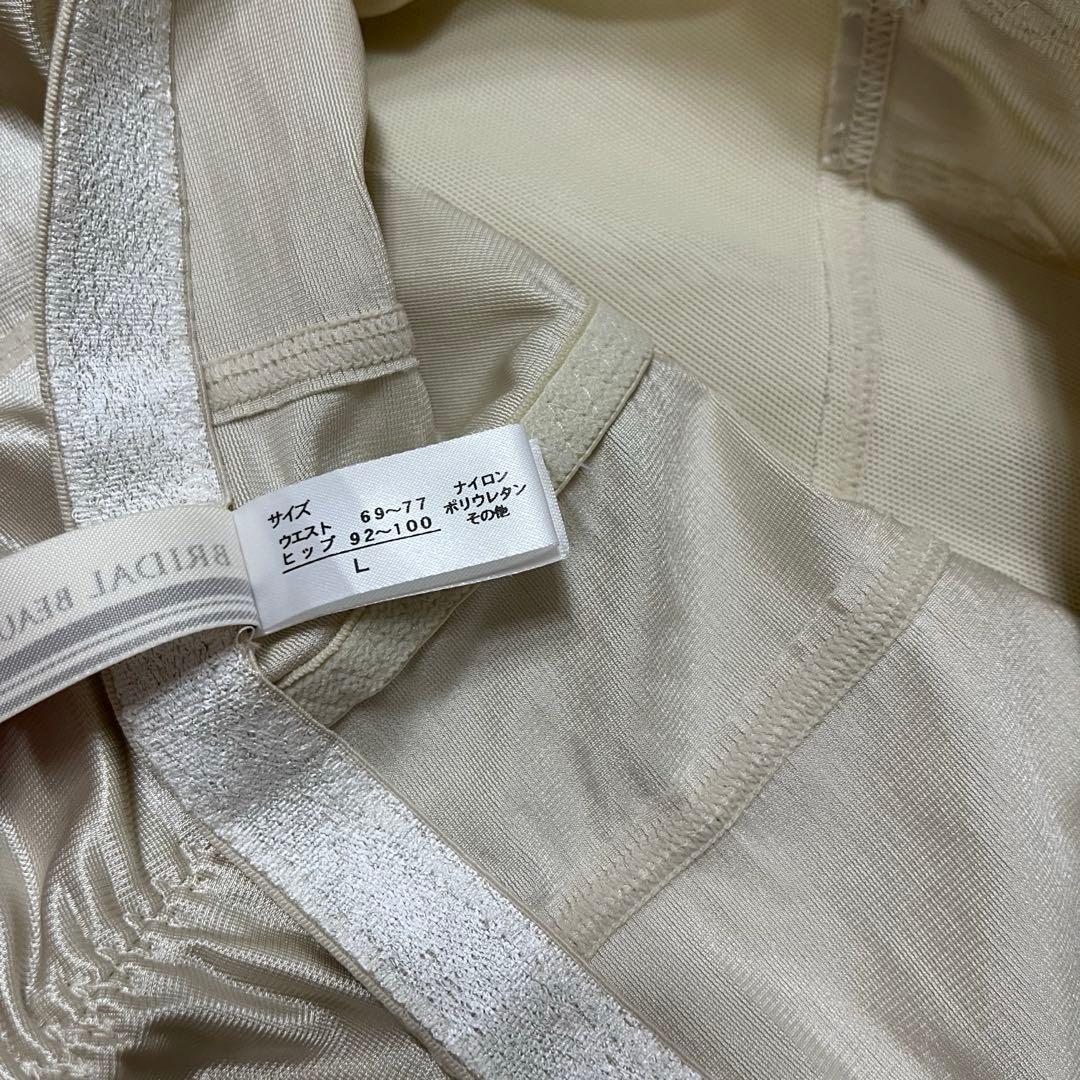 サイズ
ウエスト 69~77
ヒップ 92~100
L
ナイロン
ポリウレタン
その他
BRIDAL BEAU